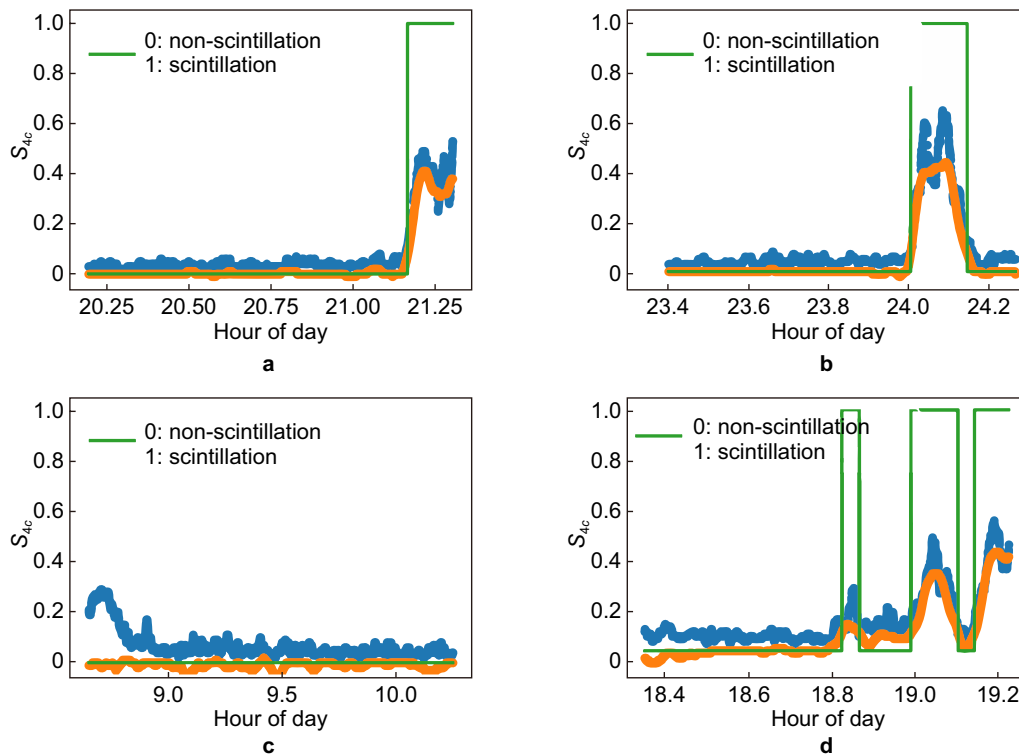 1.0
0.8
0.6
0.4
0.2
0
S4c
0: non-scintillation
1: scintillation
20.25 20.50 20.75 21.00 21.25
Hour of day
a
1.0
0.8
0.6
0.4
0.2
0
S4c
0: non-scintillation
1: scintillation
23.4 23.6 23.8 24.0 24.2
Hour of day
b
1.0
0.8
0.6
0.4
0.2
0
S4c
0: non-scintillation
1: scintillation
9.0 9.5 10.0
Hour of day
c
1.0
0.8
0.6
0.4
0.2
0
S4c
0: non-scintillation
1: scintillation
18.4 18.6 18.8 19.0 19.2
Hour of day
d